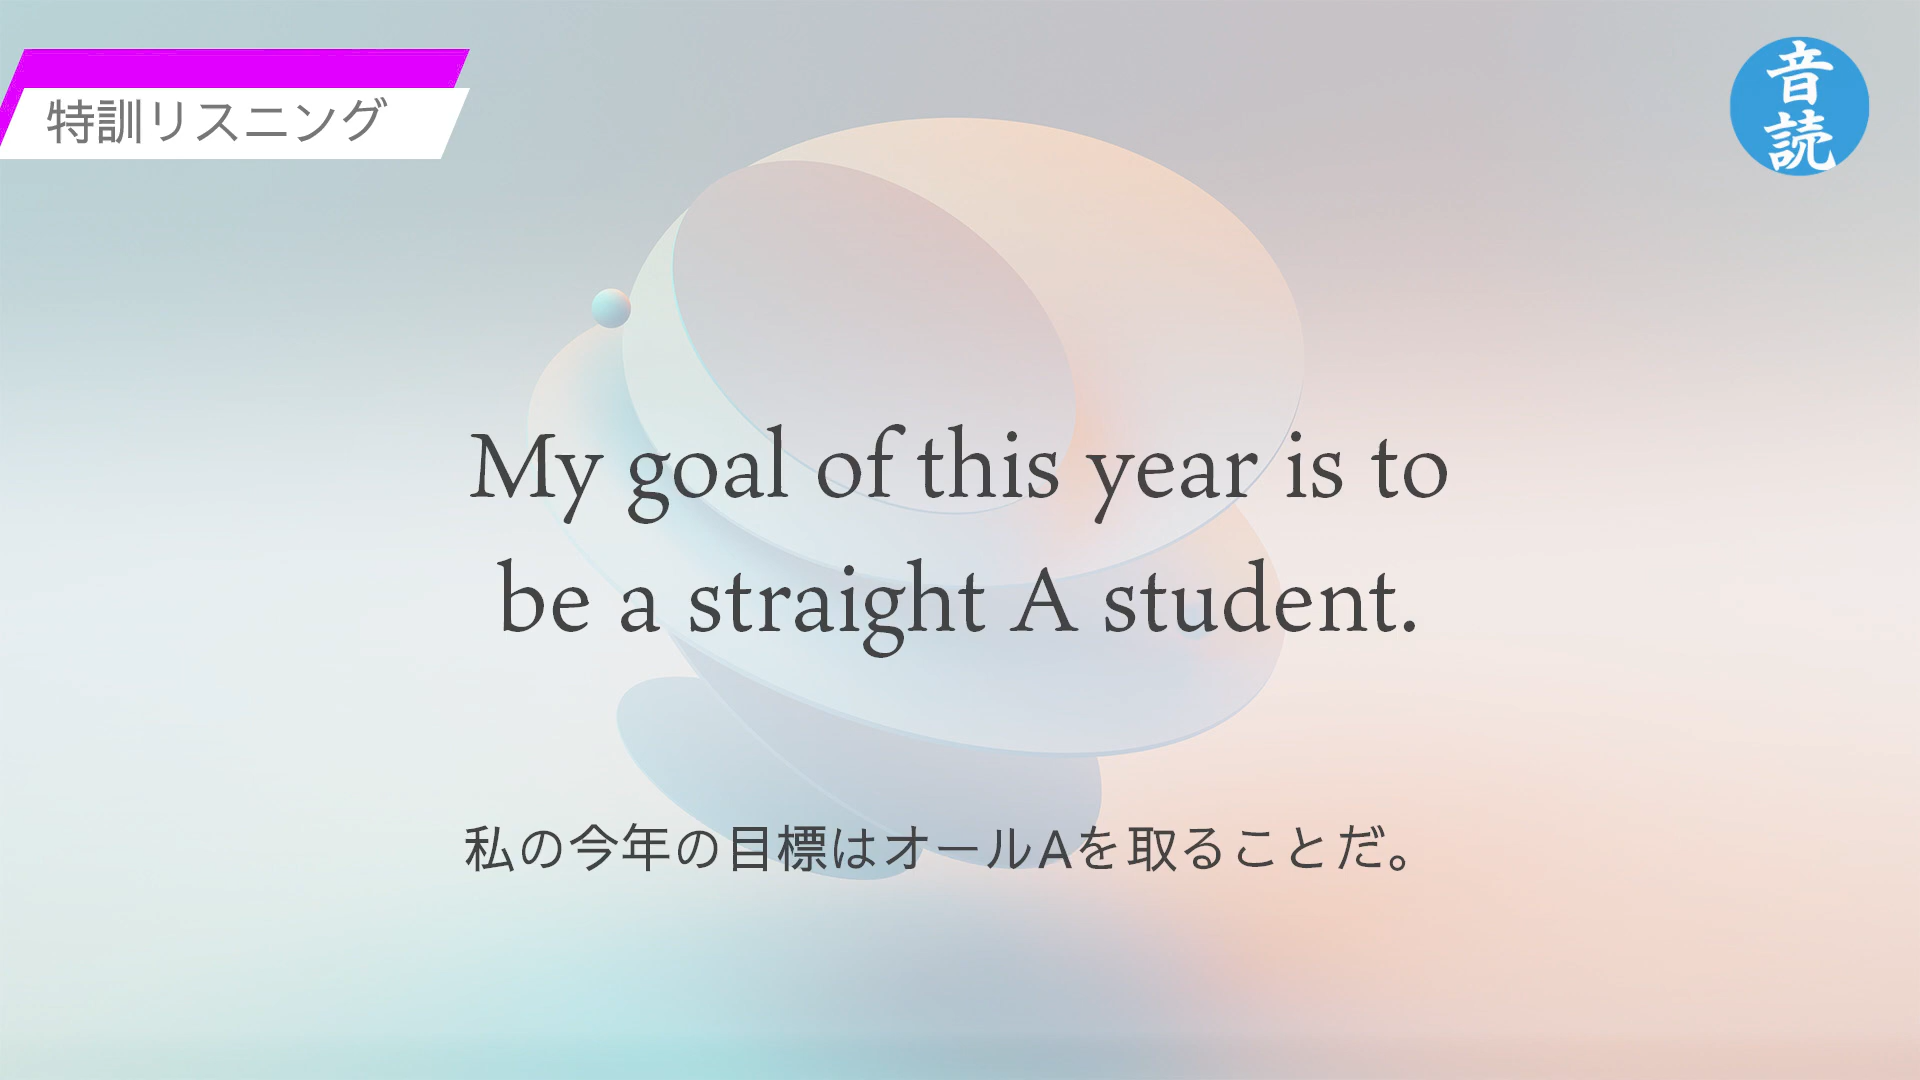 特訓リスニング
音読
My goal of this year is to
be a straight A student.
私の今年の目標はオールAを取ることだ。